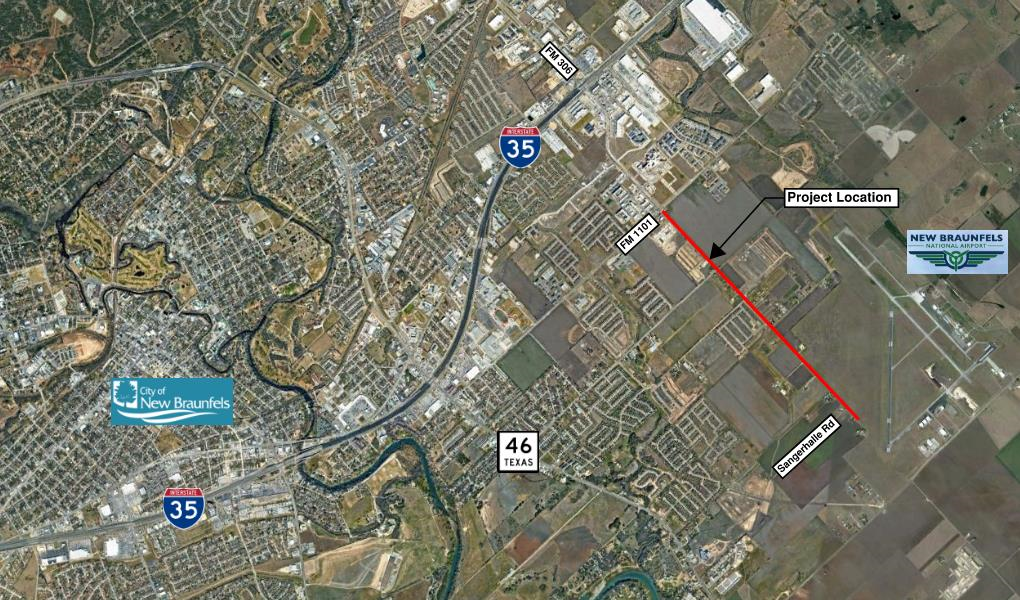 FM 306
INTERSTATE
35
Project Location
FM 1101
NEW BRAUNFELS
NATIONAL AIRPORT
City of
New Braunfels
46
TEXAS
Sangerhalle Rd
INTERSTATE
35